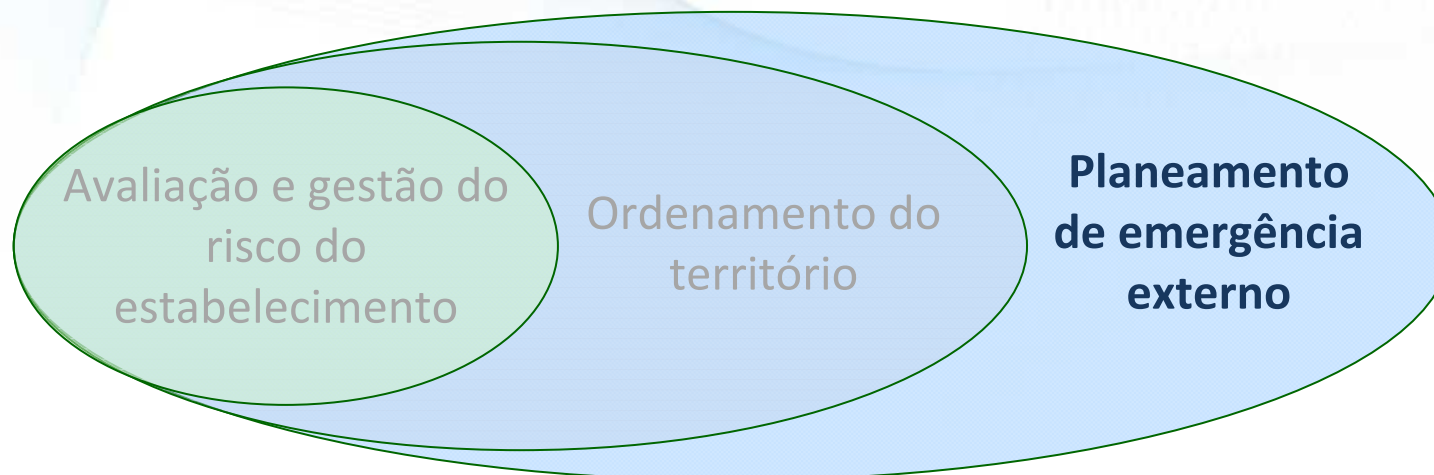 Avaliação e gestão do
risco do
estabelecimento
Ordenamento do
território
Planeamento
de emergência
externo